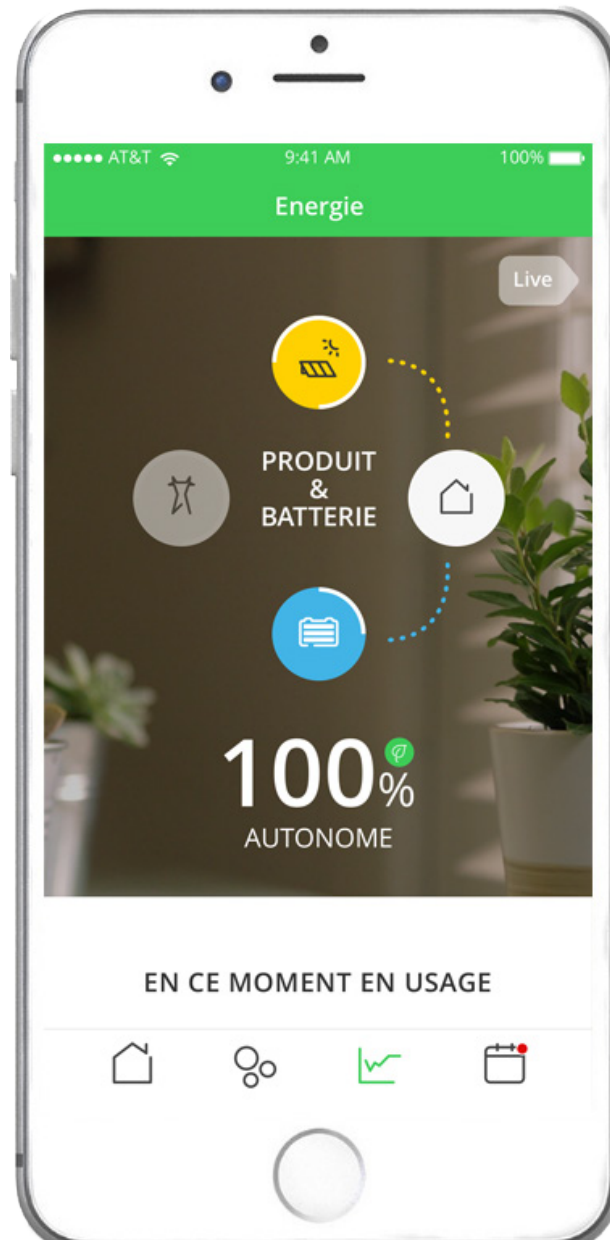 ●●●●● AT&T 9:41 AM 100%
Energie
Live
PRODUIT
&
BATTERIE
100%
AUTONOME
EN CE MOMENT EN USAGE